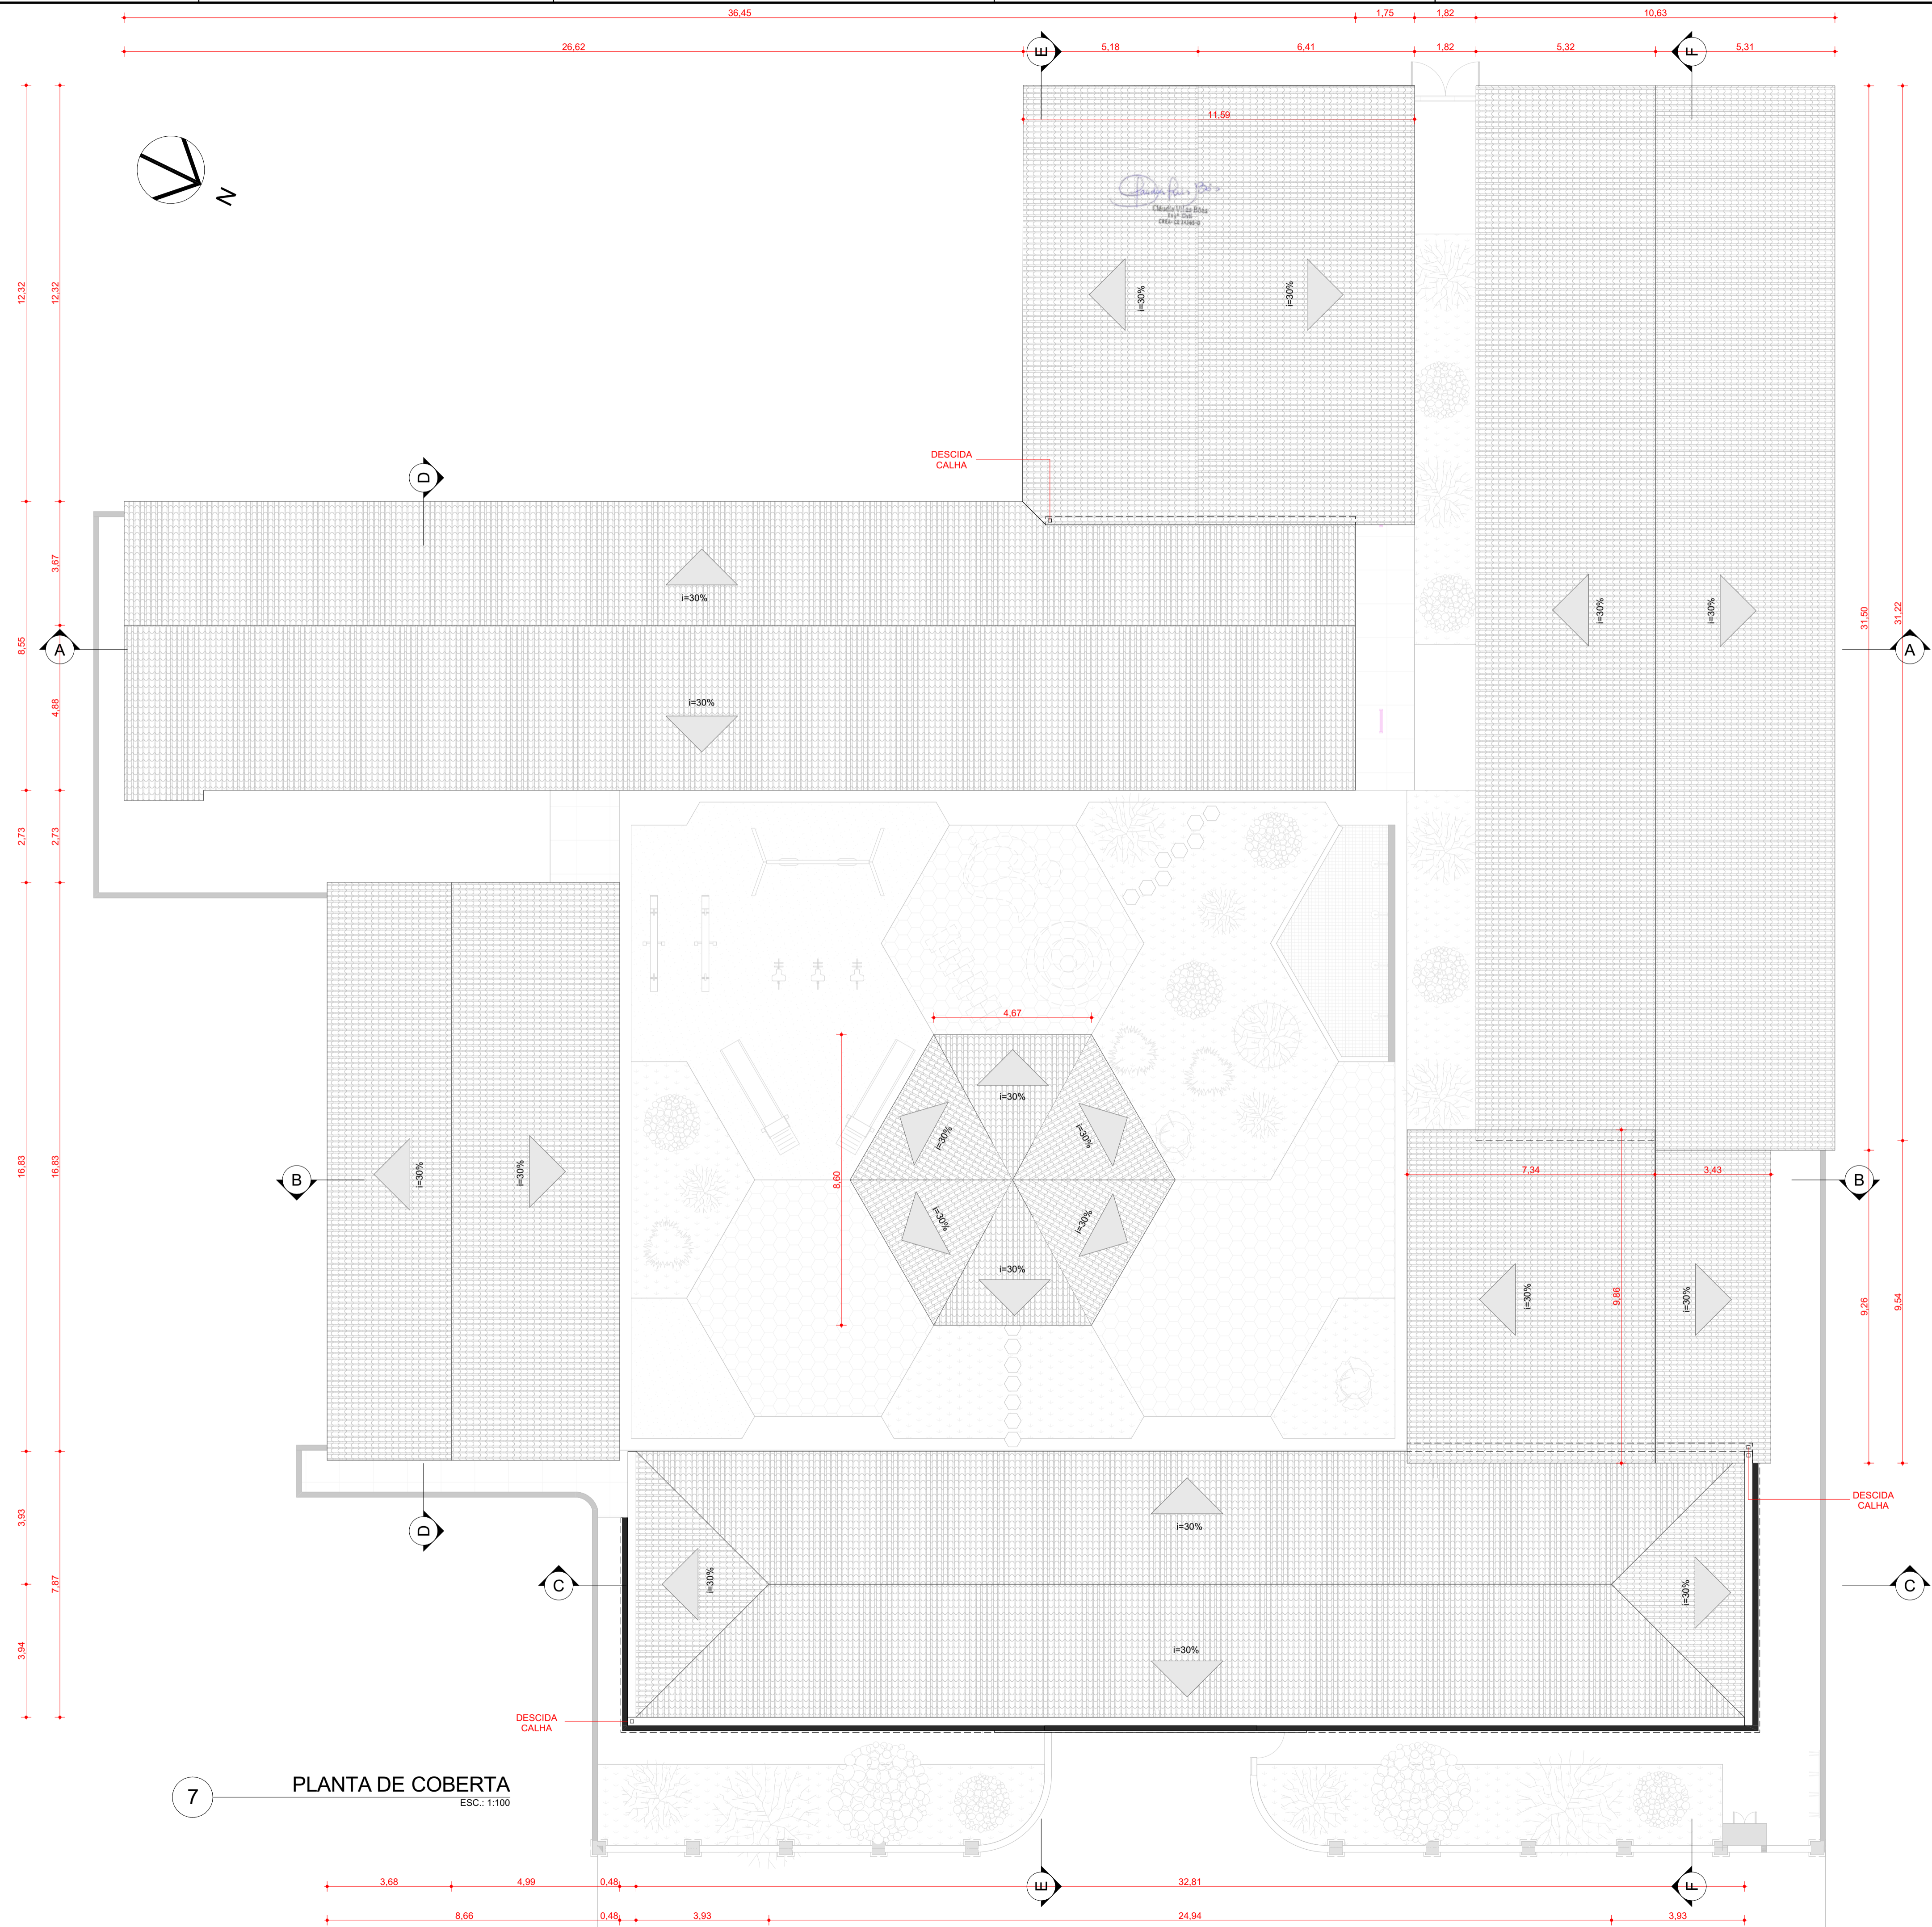 36,45
1,75
1,82
10,63
26,62
E
5,18
6,41
1,82
5,32
F
5,31
11,59
N
12,32
12,32
i=30%
i=30%
DESCIDA
CALHA
D
3,67
i=30%
8,55
A
4,88
i=30%
i=30%
i=30%
31,50
31,22
A
2,73
2,73
4,67
8,60
i=30%
i=30%
i=30%
i=30%
i=30%
i=30%
16,83
16,83
B
i=30%
i=30%
7,34
3,43
B
9,86
i=30%
i=30%
9,26
9,54
DESCIDA
CALHA
3,93
7,87
3,94
D
C
i=30%
i=30%
i=30%
i=30%
C
DESCIDA
CALHA
7
PLANTA DE COBERTA
ESC.: 1:100
3,68
4,99
0,48
E
32,81
F
8,66
0,48
3,93
24,94
3,93